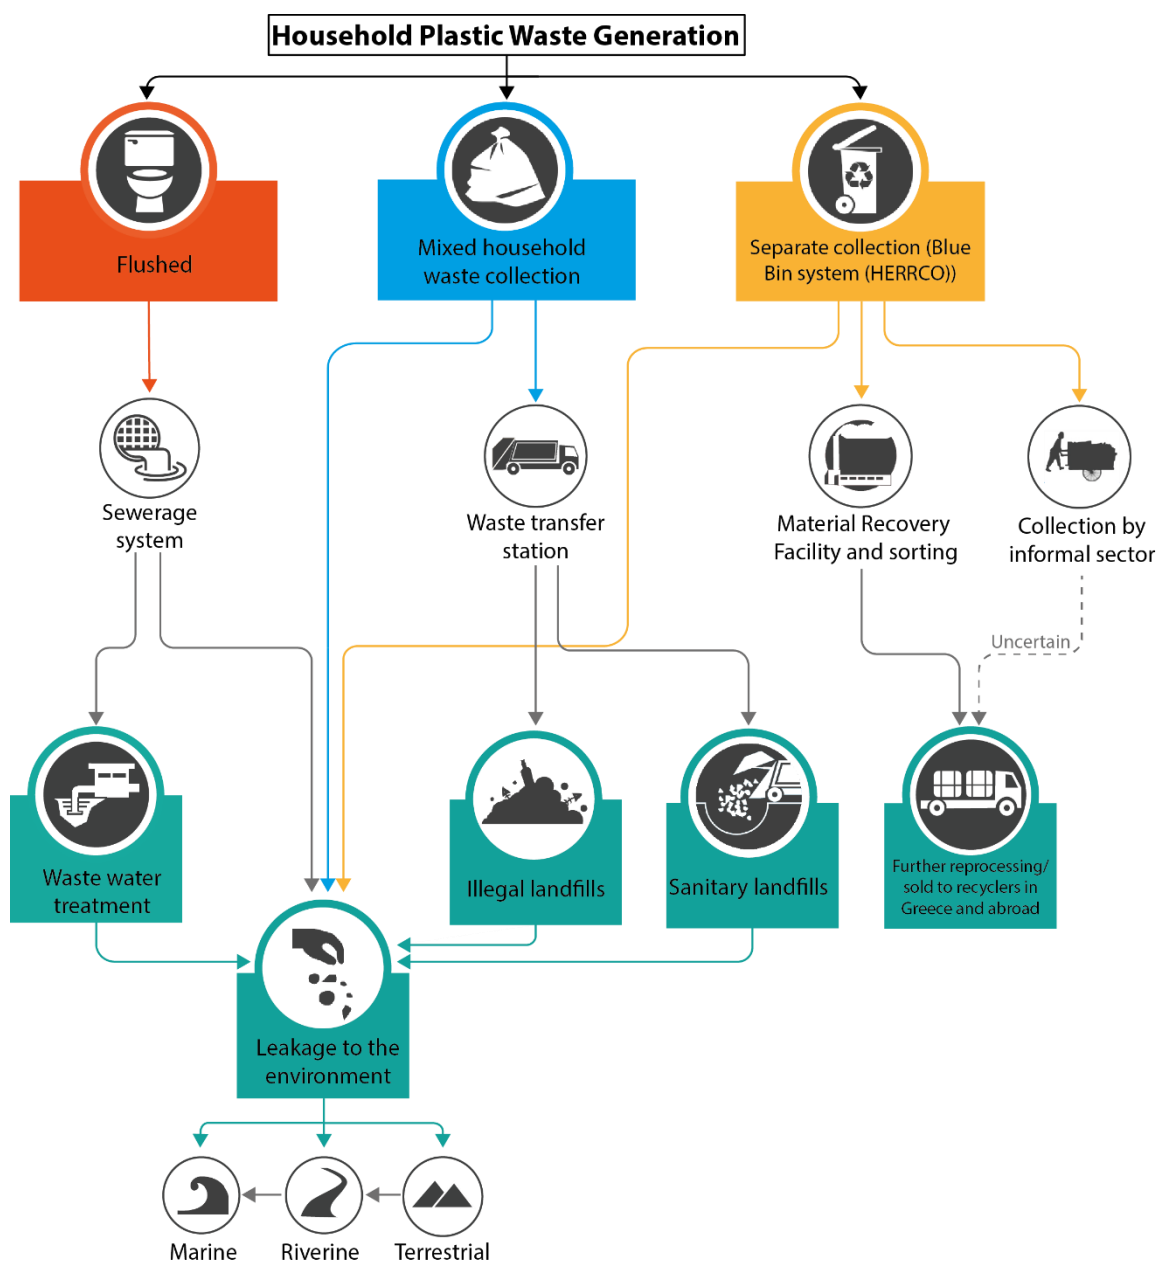 Household Plastic Waste Generation
Flushed
Mixed household
waste collection
Separate collection (Blue
Bin system (HERRCO))
Sewerage
system
Waste transfer
station
Material Recovery
Facility and sorting
Collection by
informal sector
Uncertain
Waste water
treatment
Illegal landfills
Sanitary landfills
Further reprocessing/
sold to recyclers in
Greece and abroad
Leakage to the
environment
Marine
Riverine
Terrestrial